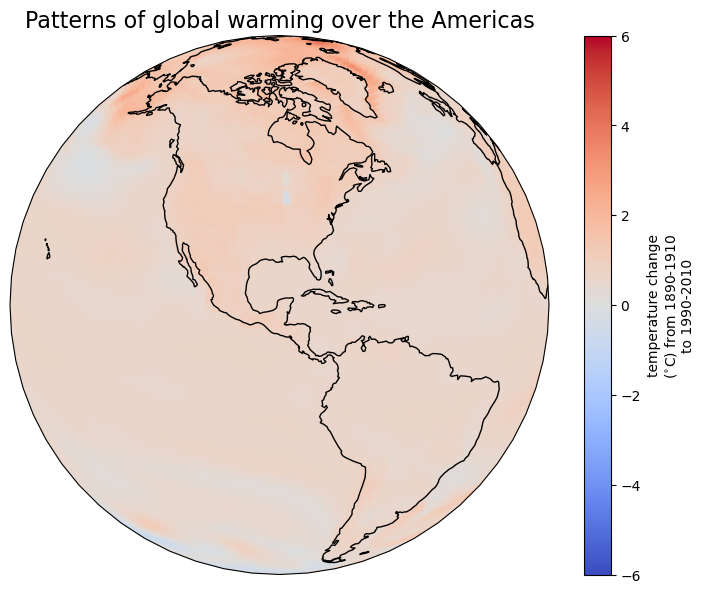 Patterns of global warming over the Americas
6
4
2
0
−2
−4
−6
temperature change
(°C) from 1890-1910
to 1990-2010